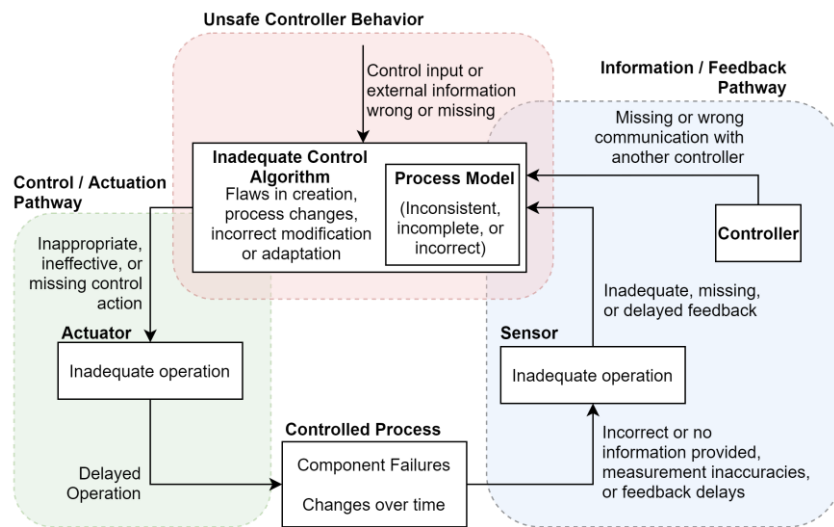 Unsafe Controller Behavior
Control input or
external information
wrong or missing
Information / Feedback
Pathway
Missing or wrong
communication with
another controller
Inadequate Control
Algorithm
Flaws in creation,
process changes,
incorrect modification
or adaptation
Process Model
(Inconsistent,
incomplete, or
incorrect)
Controller
Control / Actuation
Pathway
Inappropriate,
ineffective, or
missing control
action
Inadequate, missing,
or delayed feedback
Actuator
Inadequate operation
Sensor
Inadequate operation
Delayed
Operation
Controlled Process
Component Failures
Changes over time
Incorrect or no
information provided,
measurement inaccuracies,
or feedback delays